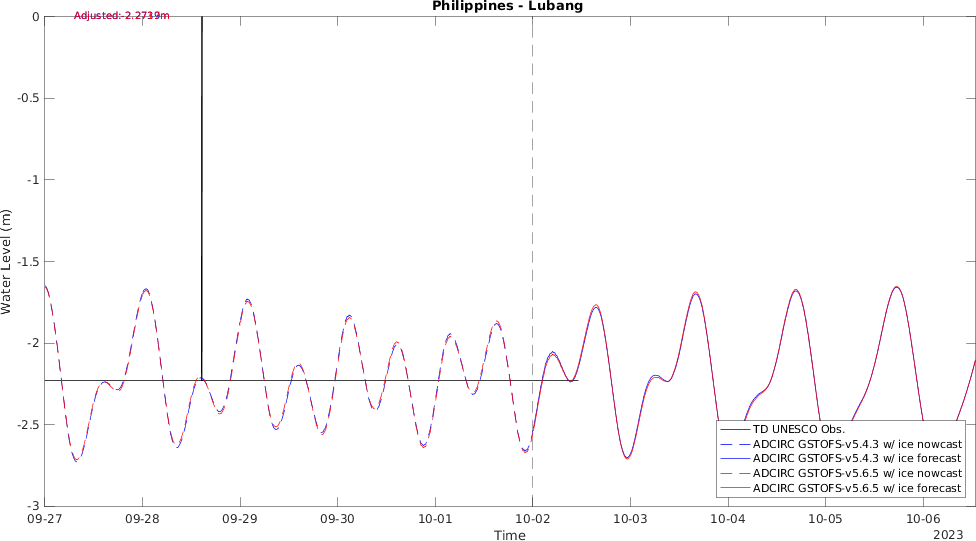 Philippines - Lubang
Water Level (m)
0
-0.5
-1
-1.5
-2
-2.5
-3
09-27
09-28
09-29
09-30
10-01
10-02
10-03
10-04
10-05
10-06
Time
2023
TD UNESCO Obs.
ADCIRC GSTOFS-v5.4.3 w/ ice nowcast
ADCIRC GSTOFS-v5.4.3 w/ ice forecast
ADCIRC GSTOFS-v5.6.5 w/ ice nowcast
ADCIRC GSTOFS-v5.6.5 w/ ice forecast